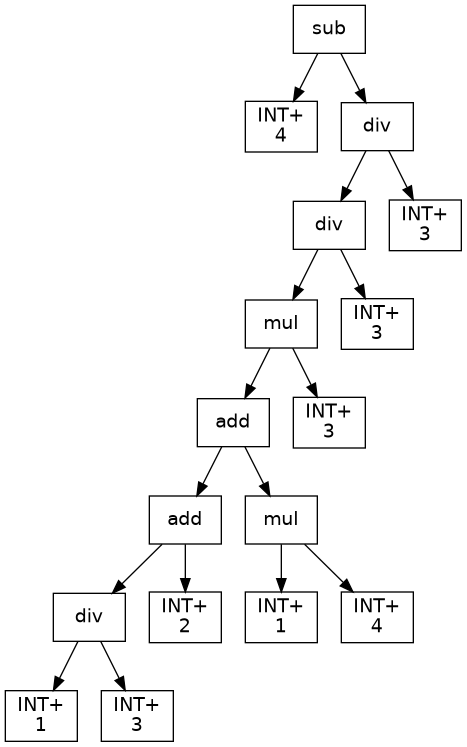 sub
INT+
4
div
div
INT+
3
mul
INT+
3
add
INT+
3
add
mul
div
INT+
2
INT+
1
INT+
4
INT+
1
INT+
3